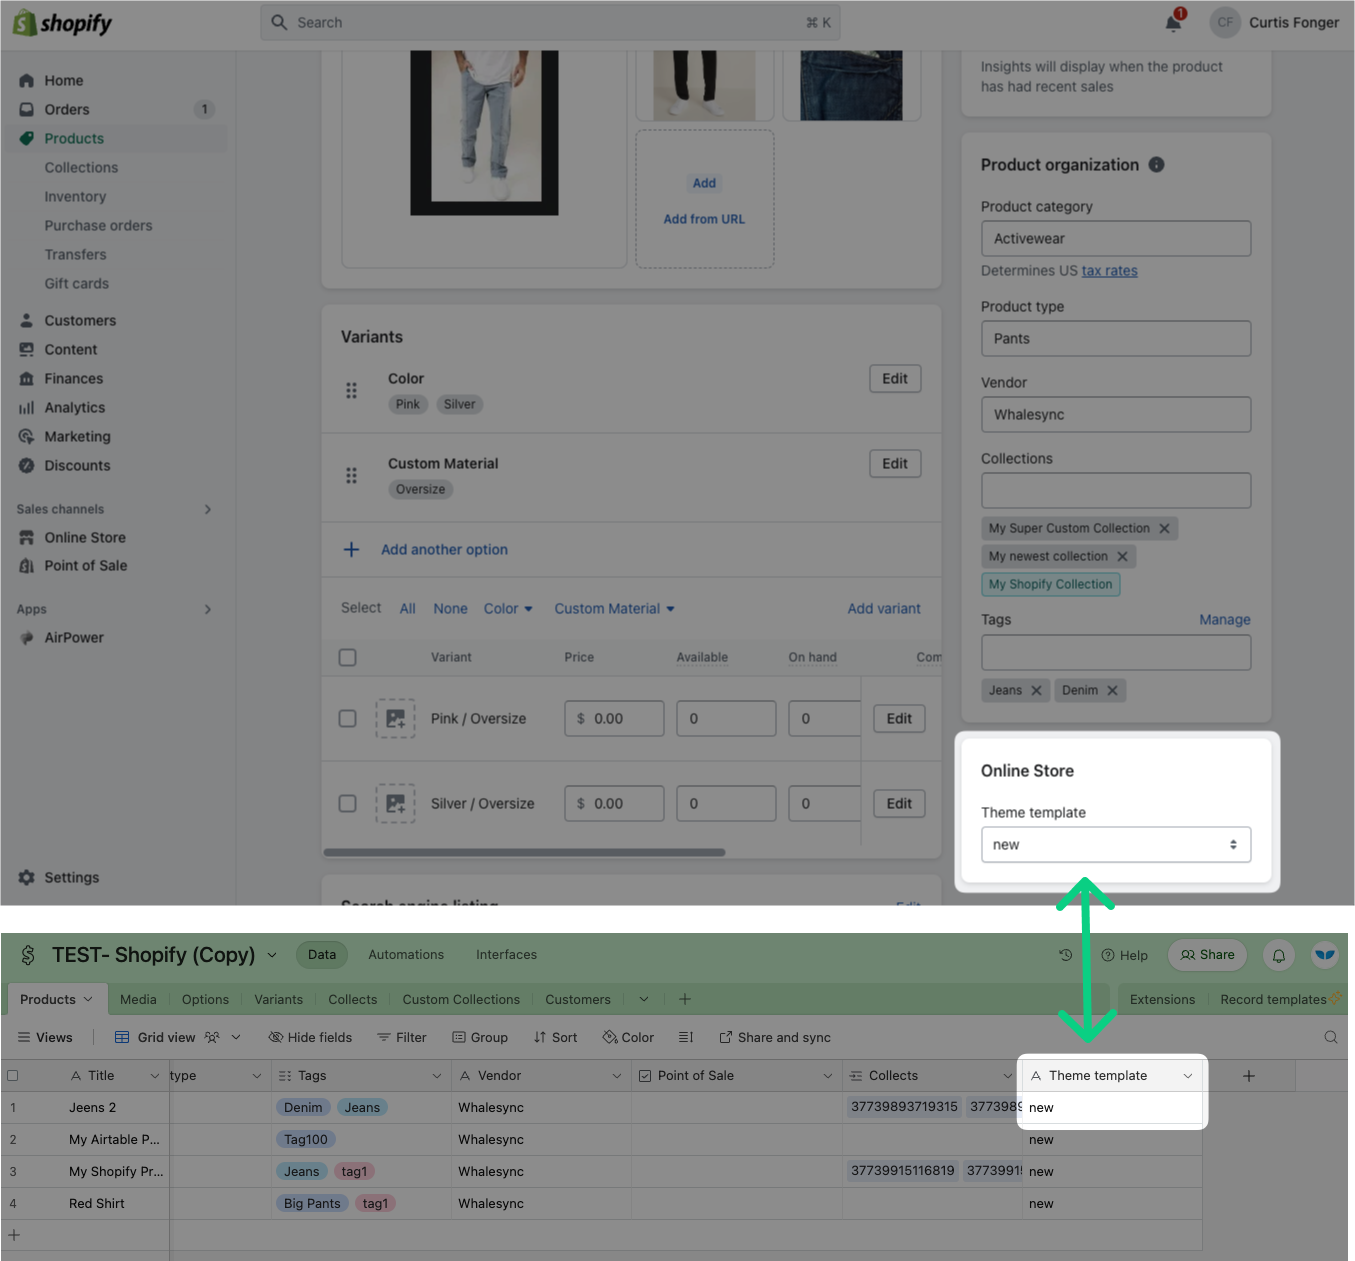 shopify
Search
⌘ K
1
CF
Curtis Fonger
Home
Orders
1
Products
Collections
Inventory
Purchase orders
Transfers
Gift cards
Customers
Content
Finances
Analytics
Marketing
Discounts
Sales channels
Online Store
Point of Sale
Apps
AirPower
Settings
Add
Add from URL
Variants
Color
Edit
Pink Silver
Custom Material
Edit
Oversize
Add another option
Select All None Color Custom Material Add variant
Variant Price Available On hand Com
Pink / Oversize $ 0.00 0 0 Edit
Silver / Oversize $ 0.00 0 0 Edit
Search engine listing Edit
Insights will display when the product
has had recent sales
Product organization
Product category
Activewear
Determines US tax rates
Product type
Pants
Vendor
Whalesync
Collections
My Super Custom Collection
My newest collection
My Shopify Collection
Tags Manage
Jeans Denim
Online Store
Theme template
new
TEST- Shopify (Copy) Data Automations Interfaces Help Share
Products Media Options Variants Collects Custom Collections Customers Extensions Record templates
Views Grid view Hide fields Filter Group Sort Color Share and sync
Title type Tags Vendor Point of Sale Collects Theme template
1 Jeens 2 Denim Jeans Whalesync 37739893719315 3773989 new
2 My Airtable P... Tag100 Whalesync new
3 My Shopify Pr... Jeans tag1 Whalesync 37739915116819 3773991 new
4 Red Shirt Big Pants tag1 Whalesync new